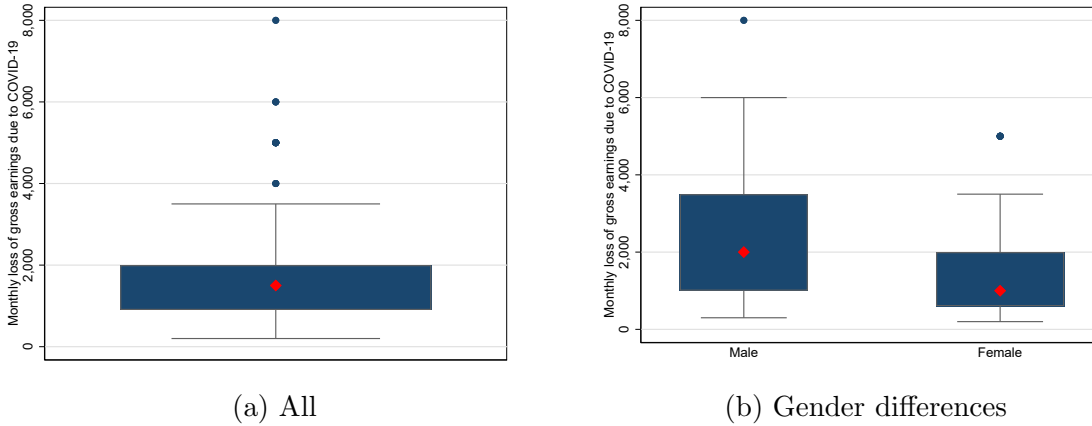 Monthly loss of gross earnings due to COVID-19
8,000
6,000
4,000
2,000
0
(a) All
Monthly loss of gross earnings due to COVID-19
8,000
6,000
4,000
2,000
0
Male Female
(b) Gender differences